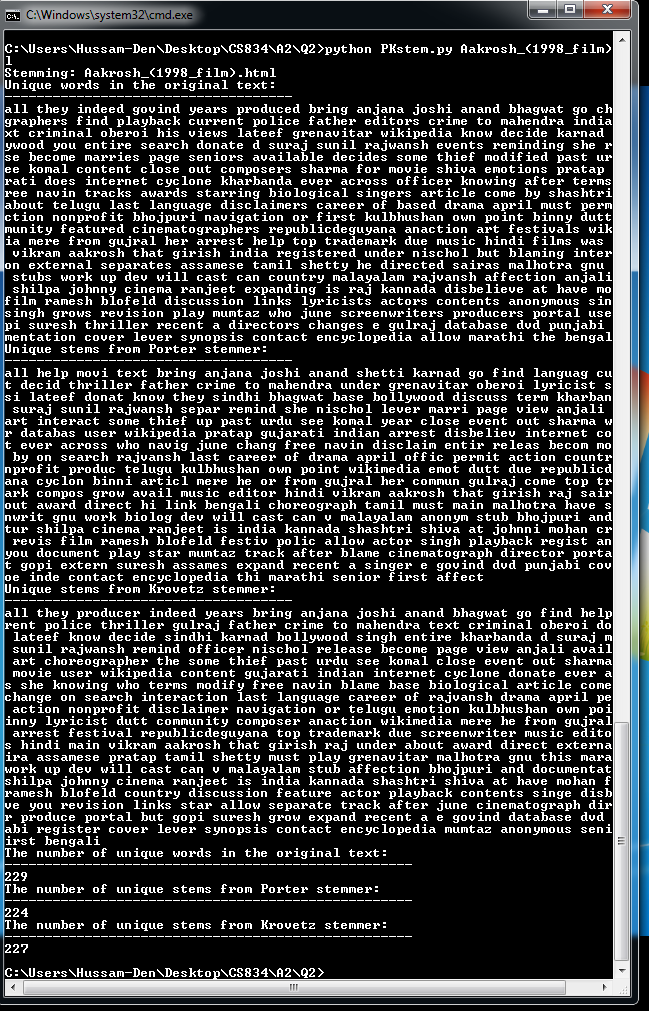 C:\Windows\system32\cmd.exe
C:\Users\Hussam-Den\Desktop\CS834\A2\Q2>python PKstem.py Aakrosh_(1998_film)
l
Stemming: Aakrosh_(1998_film).html
Unique words in the original text:
--------------------------------
all they indeed govind years produced bring anjana joshi anand bhagwat go ch
graphers find playback current police father editors crime to mahendra india
xt criminal oberoi his views lateef grenavitar wikipedia know decide karnad
ywood you entire search donate d suraj sunil rajwansh events reminding she r
se become marries page seniors available decides some thief modified past ur
ee komal content close out composers sharma for movie shiva emotions pratap
rati does internet cyclone kharbanda ever across officer knowing after terms
ree navin tracks awards starring biological singers article come by shashtri
about telugu last language disclaimers career of based drama april must perm
ction nonprofit bhojpuri navigation or first kulbhushan own point binny dutt
munity featured cinematographers republicdeguyana anaction art festivals wik
ia mere from gujral her arrest help top trademark due music hindi films was
vikram aakrosh that girish india registered under nischol but blaming inter
on external separates assamese tamil shetty he directed sairas malhotra gnu
stubs work up dev will cast can country malayalam rajvansh affection anjali
shilpa johnny cinema ranjeet expanding is raj kannada disbelieve at have mo
film ramesh blofeld discussion links lyricists actors contents anonymous sin
singh grows revision play mumtaz who june screenwriters producers portal use
pi suresh thriller recent a directors changes e gulraj database dvd punjabi
mentation cover lever synopsis contact encyclopedia allow marathi the bengal
Unique stems from Porter stemmer:
--------------------------------
all help movi text bring anjana joshi anand shetti karnad go find languag cu
t decid thriller father crime to mahendra under grenavitar oberoi lyricist s
si lateef donat know they sindhi bhagwat base bollywood discuss term kharban
suraj sunil rajwansh separ remind she nischol lever marri page view anjali
art interact some thief up past urdu see komal year close event out sharma w
r databas user wikipedia pratap gujarati indian arrest disbeliev internet co
t ever across who navig june chang free navin disclaim entir releas becom mo
by on search rajvansh last career of drama april offic permit action countr
nprofit produc telugu kulbhushan own point wikimedia emot dutt due republicd
ana cyclon binni articl mere he or from gujral her commun gulraj come top tr
ark compos grow avail music editor hindi vikram aakrosh that girish raj sair
out award direct hi link bengali choreograph tamil must main malhotra have s
nwrit gnu work biolog dev will cast can v malayalam anonym stub bhojpuri and
tur shilpa cinema ranjeet is india kannada shashtri shiva at johnni mohan cr
revis film ramesh blofeld festiv polic allow actor singh playback regist an
you document play star mumtaz track after blame cinematograph director porta
t gopi extern suresh assames expand recent a singer e govind dvd punjabi cov
oe inde contact encyclopedia thi marathi senior first affect
Unique stems from Krovetz stemmer:
--------------------------------
all they producer indeed years bring anjana joshi anand bhagwat go find help
rent police thriller gulraj father crime to mahendra text criminal oberoi do
lateef know decide sindhi karnad bollywood singh entire kharbanda d suraj m
sunil rajwansh remind officer nischol release become page view anjali avail
art choreographer the some thief past urdu see komal close event out sharma
movie user wikipedia content gujarati indian internet cyclone donate ever a
s she knowing who terms modify free navin blame base biological article come
change on search interaction last language career of rajvansh drama april pe
action nonprofit disclaimer navigation or telugu emotion kulbhushan own poi
inny lyricist dutt community composer anaction wikimedia mere he from gujral
arrest festival republicdeguyana top trademark due screenwriter music edito
s hindi main vikram aakrosh that girish raj under about award direct externa
ira assamese pratap tamil shetty must play grenavitar malhotra gnu this mara
work up dev will cast can v malayalam stub affection bhojpuri and documentat
shilpa johnny cinema ranjeet is india kannada shashtri shiva at have mohan f
ramesh blofeld country discussion feature actor playback contents singe disb
ve you revision links star allow separate track after june cinematograph dir
r produce portal but gopi suresh grow expand recent a e govind database dvd
abi register cover lever synopsis contact encyclopedia mumtaz anonymous seni
irst bengali
The number of unique words in the original text:
---------------------------------------------
229
The number of unique stems from Porter stemmer:
---------------------------------------------
224
The number of unique stems from Krovetz stemmer:
---------------------------------------------
227
C:\Users\Hussam-Den\Desktop\CS834\A2\Q2>